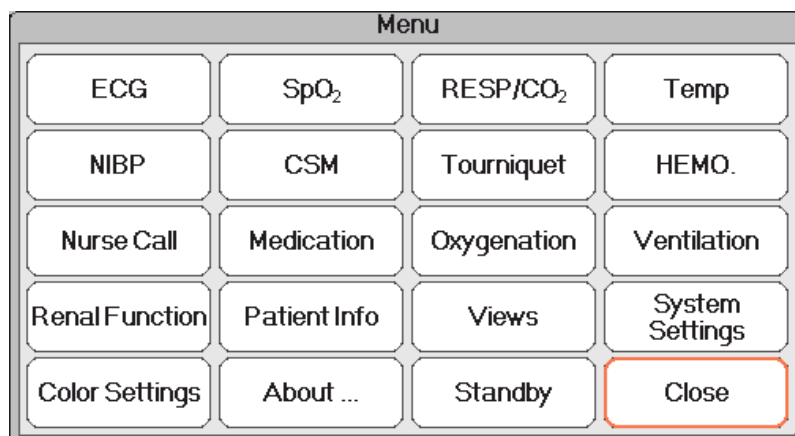 Menu
ECG
SpO₂
RESP/CO₂
Temp
NIBP
CSM
Tourniquet
HEMO.
Nurse Call
Medication
Oxygenation
Ventilation
Renal Function
Patient Info
Views
System
Settings
Color Settings
About ...
Standby
Close